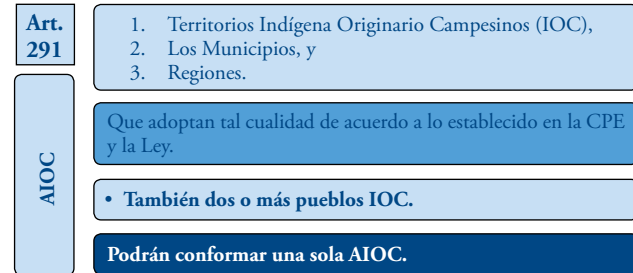 Art.
291
1. Territorios Indígena Originario Campesinos (IOC),
2. Los Municipios, y
3. Regiones.
AIOC
Que adoptan tal cualidad de acuerdo a lo establecido en la CPE
y la Ley.
• También dos o más pueblos IOC.
Podrán conformar una sola AIOC.